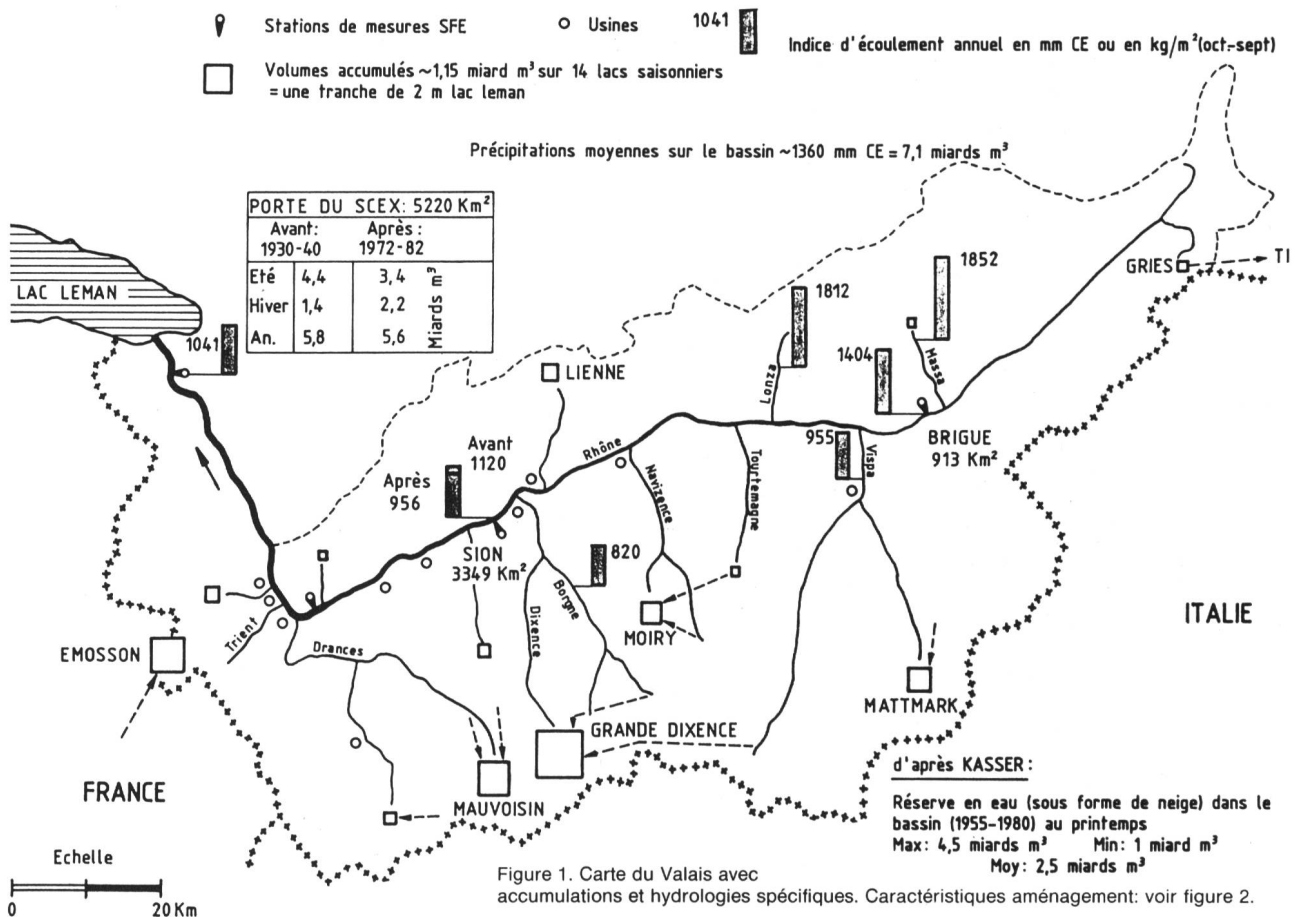 Stations de mesures SFE
Usines
1041
Indice d'écoulement annuel en mm CE ou en kg/m²(oct.-sept)
Volumes accumulés ~1,15 miard m³ sur 14 lacs saisonniers
= une tranche de 2 m lac leman
Précipitations moyennes sur le bassin ~1360 mm CE = 7,1 miards m³
PORTE DU SCEX: 5220 Km²
Avant: Après :
1930-40 1972-82
Eté 4,4 3,4
Hiver 1,4 2,2
An. 5,8 5,6
Miards m³
LAC LEMAN
1041
GRIES
TI
1852
1812
1404
Massa
Lonza
LIENNE
BRIGUE
913 Km²
955
Vispa
Rhône
Avant
1120
Après
956
Navizence
Tourtemagne
SION
3349 Km²
820
Borgne
Dixence
MOIRY
ITALIE
Trient
EMOSSON
Drances
MATTMARK
GRANDE DIXENCE
FRANCE
MAUVOISIN
d'après KASSER :
Réserve en eau (sous forme de neige) dans le
bassin (1955-1980) au printemps
Max: 4,5 miards m³ Min: 1 miard m³
Moy: 2,5 miards m³
Echelle
0 20 Km
Figure 1. Carte du Valais avec
accumulations et hydrologies spécifiques. Caractéristiques aménagement: voir figure 2.